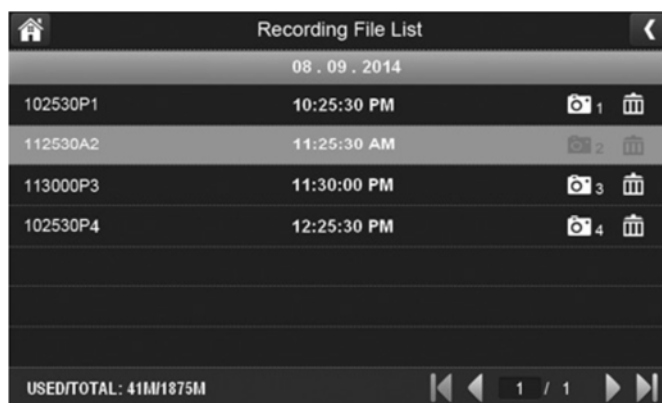 Recording File List
08 . 09 . 2014
102530P1 10:25:30 PM 1
112530A2 11:25:30 AM 2
113000P3 11:30:00 PM 3
102530P4 12:25:30 PM 4
USED/TOTAL: 41M/1875M 1 / 1